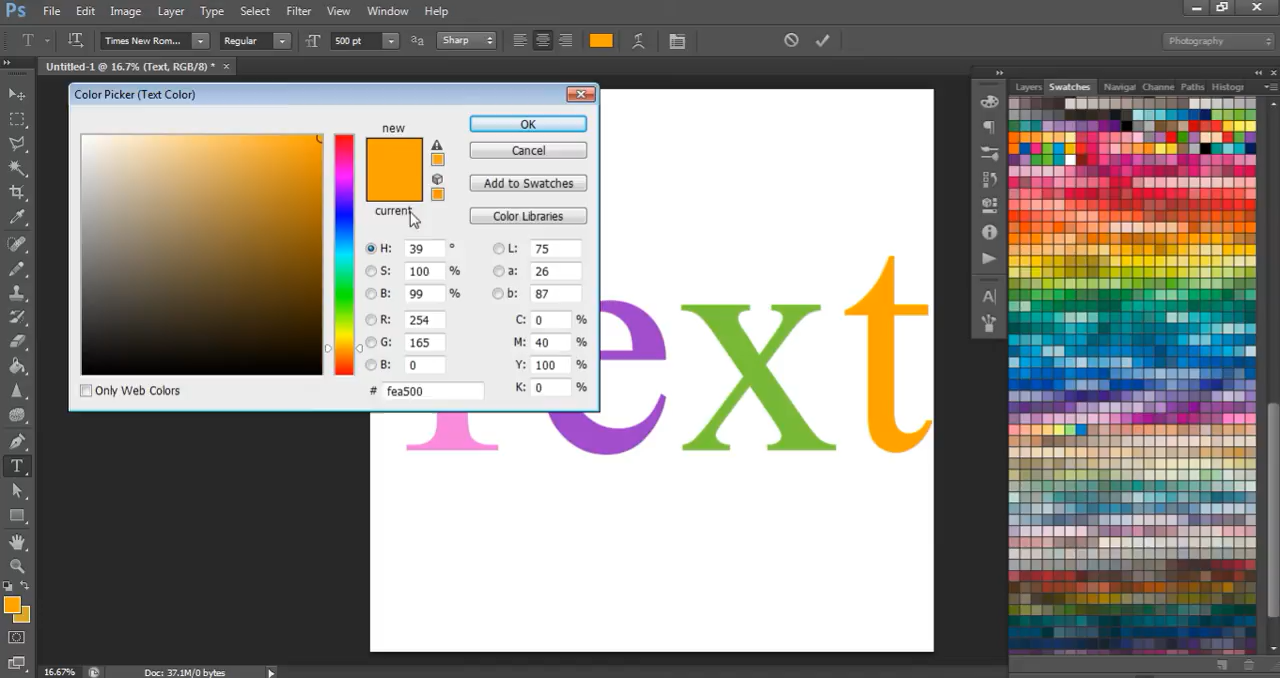 Ps File Edit Image Layer Type Select Filter View Window Help
T Times New Rom... Regular 500 pt aa Sharp Photography
Untitled-1 @ 16.7% (Text, RGB/8) * ×
Color Picker (Text Color)
Layers Swatches Navigat Channe Paths Histogr
new
OK
Cancel
Add to Swatches
current
Color Libraries
H: 39 ° L: 75
S: 100 % a: 26
B: 99 % b: 87
R: 254 C: 0 %
G: 165 M: 40 %
B: 0 Y: 100 %
# fea500 K: 0 %
Only Web Colors
Text
16.67% Doc: 37.1M/0 bytes